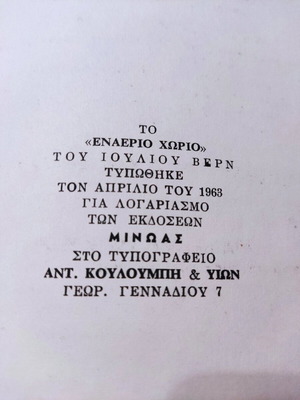 ΤΟ
«ΕΝΑΕΡΙΟ ΧΩΡΙΟ»
ΤΟΥ ΙΟΥΛΙΟΥ ΒΕΡΝ
ΤΥΠΩΘΗΚΕ
ΤΟΝ ΑΠΡΙΛΙΟ ΤΟΥ 1963
ΓΙΑ ΛΟΓΑΡΙΑΣΜΟ
ΤΩΝ ΕΚΔΟΣΕΩΝ
ΜΙΝΩΑΣ
ΣΤΟ ΤΥΠΟΓΡΑΦΕΙΟ
ΑΝΤ. ΚΟΥΛΟΥΜΠΗ & ΥΙΩΝ
ΓΕΩΡ. ΓΕΝΝΑΔΙΟΥ 7